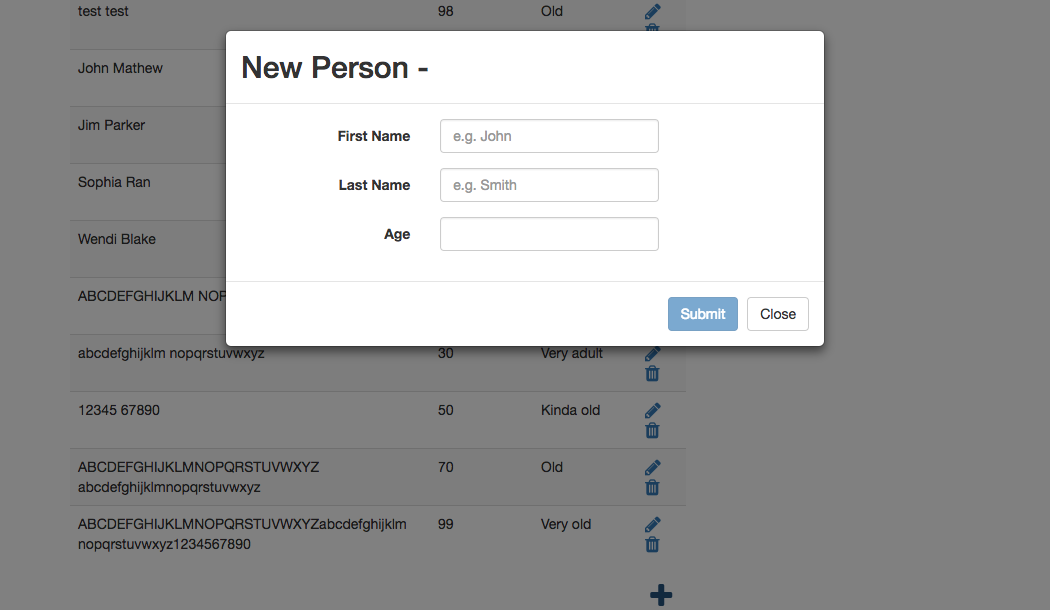 test test 98 Old
New Person -
John Mathew
Jim Parker
First Name e.g. John
Sophia Ran
Last Name e.g. Smith
Wendi Blake
Age
ABCDEFGHIJKLM NOP
Submit Close
abcdefghijklm nopqrstuvwxyz 30 Very adult
12345 67890 50 Kinda old
ABCDEFGHIJKLMNOPQRSTUVWXYZ 70 Old
abcdefghijklmnopqrstuvwxyz
ABCDEFGHIJKLMNOPQRSTUVWXYZabcdefghijklm 99 Very old
nopqrstuvwxyz1234567890